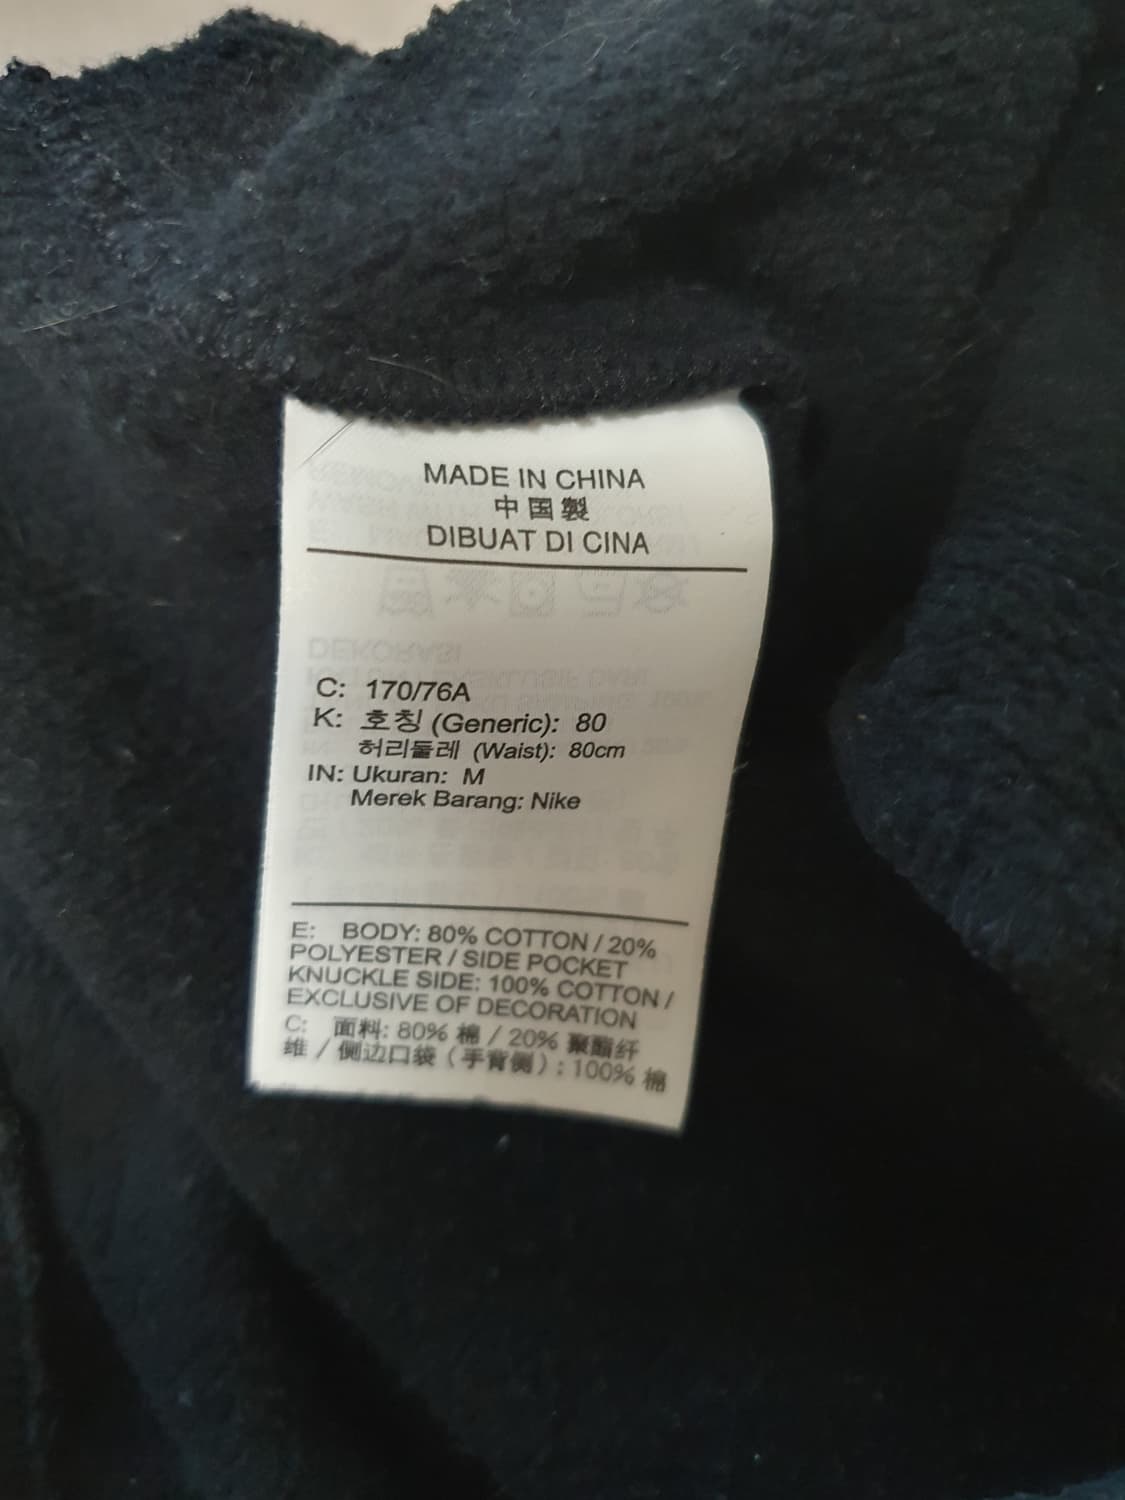 MADE IN CHINA
中国製
DIBUAT DI CINA
C: 170/76A
K: 호칭 (Generic): 80
허리둘레 (Waist): 80cm
IN: Ukuran: M
Merek Barang: Nike
E: BODY: 80% COTTON / 20%
POLYESTER / SIDE POCKET
KNUCKLE SIDE: 100% COTTON /
EXCLUSIVE OF DECORATION
C: 面料: 80% 棉 / 20% 聚酯纤
维 / 侧边口袋 (手背侧) : 100% 棉